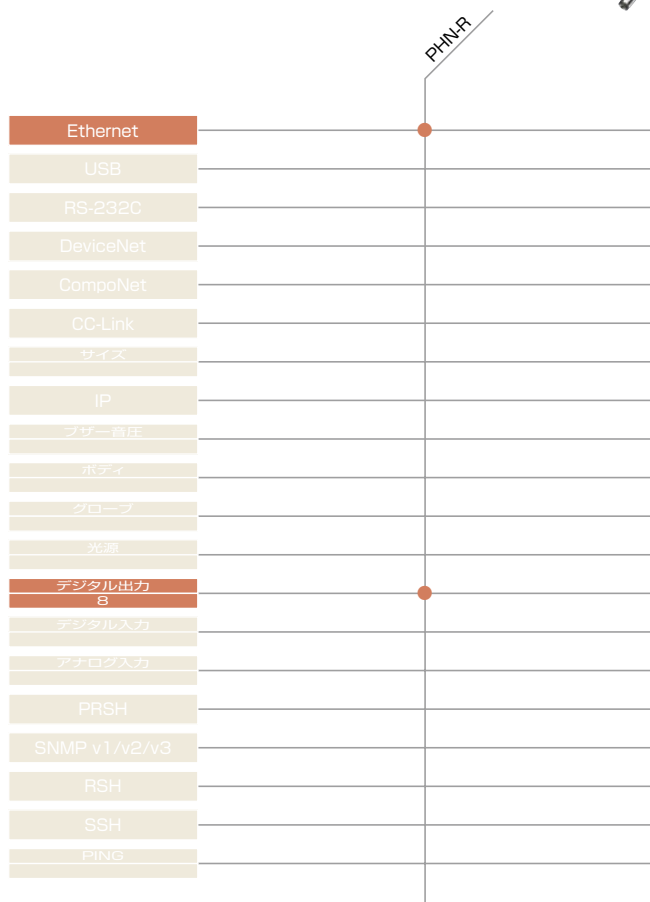 PHN-R
Ethernet
USB
RS-232C
DeviceNet
CompoNet
CC-Link
サイズ
IP
ブザー音圧
ボディ
グローブ
光源
デジタル出力
8
デジタル入力
アナログ入力
PRSH
SNMP v1/v2/v3
RSH
SSH
PING